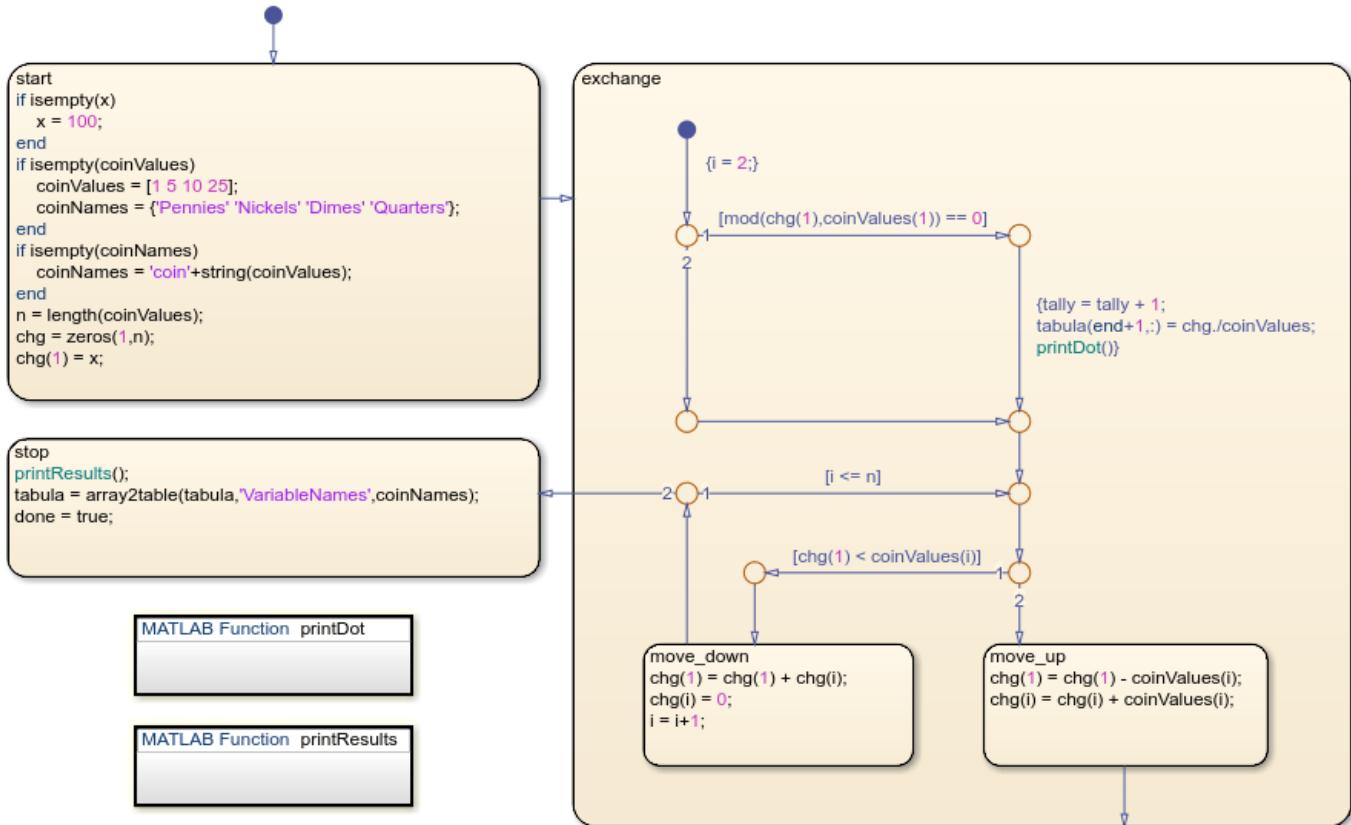 start
if isempty(x)
x = 100;
end
if isempty(coinValues)
coinValues = [1 5 10 25];
coinNames = {'Pennies' 'Nickels' 'Dimes' 'Quarters'};
end
if isempty(coinNames)
coinNames = 'coin'+string(coinValues);
end
n = length(coinValues);
chg = zeros(1,n);
chg(1) = x;
exchange
{i = 2;}
1
[mod(chg(1),coinValues(1)) == 0]
2
{tally = tally + 1;
tabula(end+1,:) = chg./coinValues;
printDot()}
stop
printResults();
tabula = array2table(tabula,'VariableNames',coinNames);
done = true;
2
1
[i <= n]
[chg(1) < coinValues(i)]
1
2
move_down
chg(1) = chg(1) + chg(i);
chg(i) = 0;
i = i+1;
move_up
chg(1) = chg(1) - coinValues(i);
chg(i) = chg(i) + coinValues(i);
MATLAB Function printDot
MATLAB Function printResults